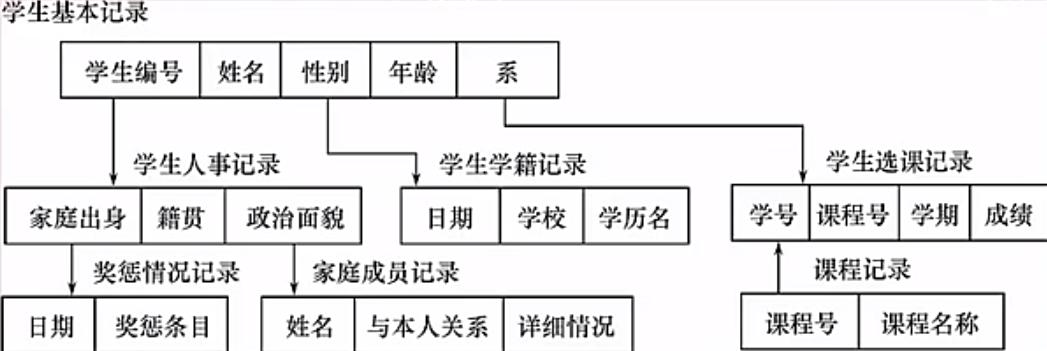 学生基本记录
学生编号 姓名 性别 年龄 系
学生人事记录 学生学籍记录 学生选课记录
家庭出身 籍贯 政治面貌 日期 学校 学历名 学号 课程号 学期 成绩
奖惩情况记录 家庭成员记录 课程记录
日期 奖惩条目 姓名 与本人关系 详细情况 课程号 课程名称